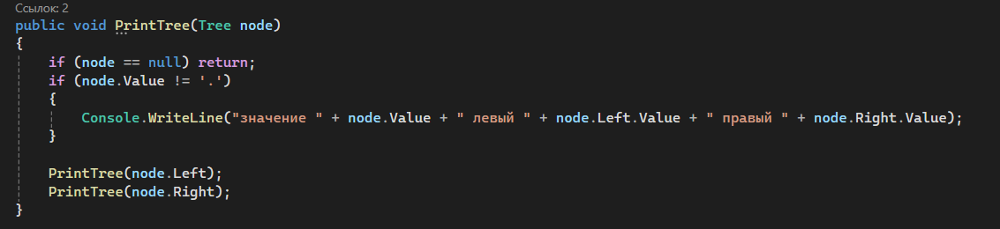 Ссылок: 2
public void PrintTree(Tree node)
{
    if (node == null) return;
    if (node.Value != '.')
    {
        Console.WriteLine("значение " + node.Value + " левый " + node.Left.Value + " правый " + node.Right.Value);
    }

    PrintTree(node.Left);
    PrintTree(node.Right);
}